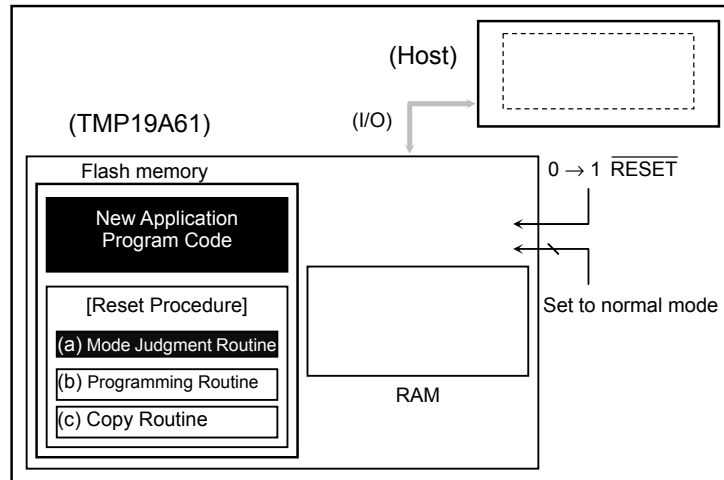 (Host)
(TMP19A61)
(I/O)
Flash memory
0 → 1 RESET
New Application
Program Code
[Reset Procedure]
Set to normal mode
(a) Mode Judgment Routine
(b) Programming Routine
(c) Copy Routine
RAM